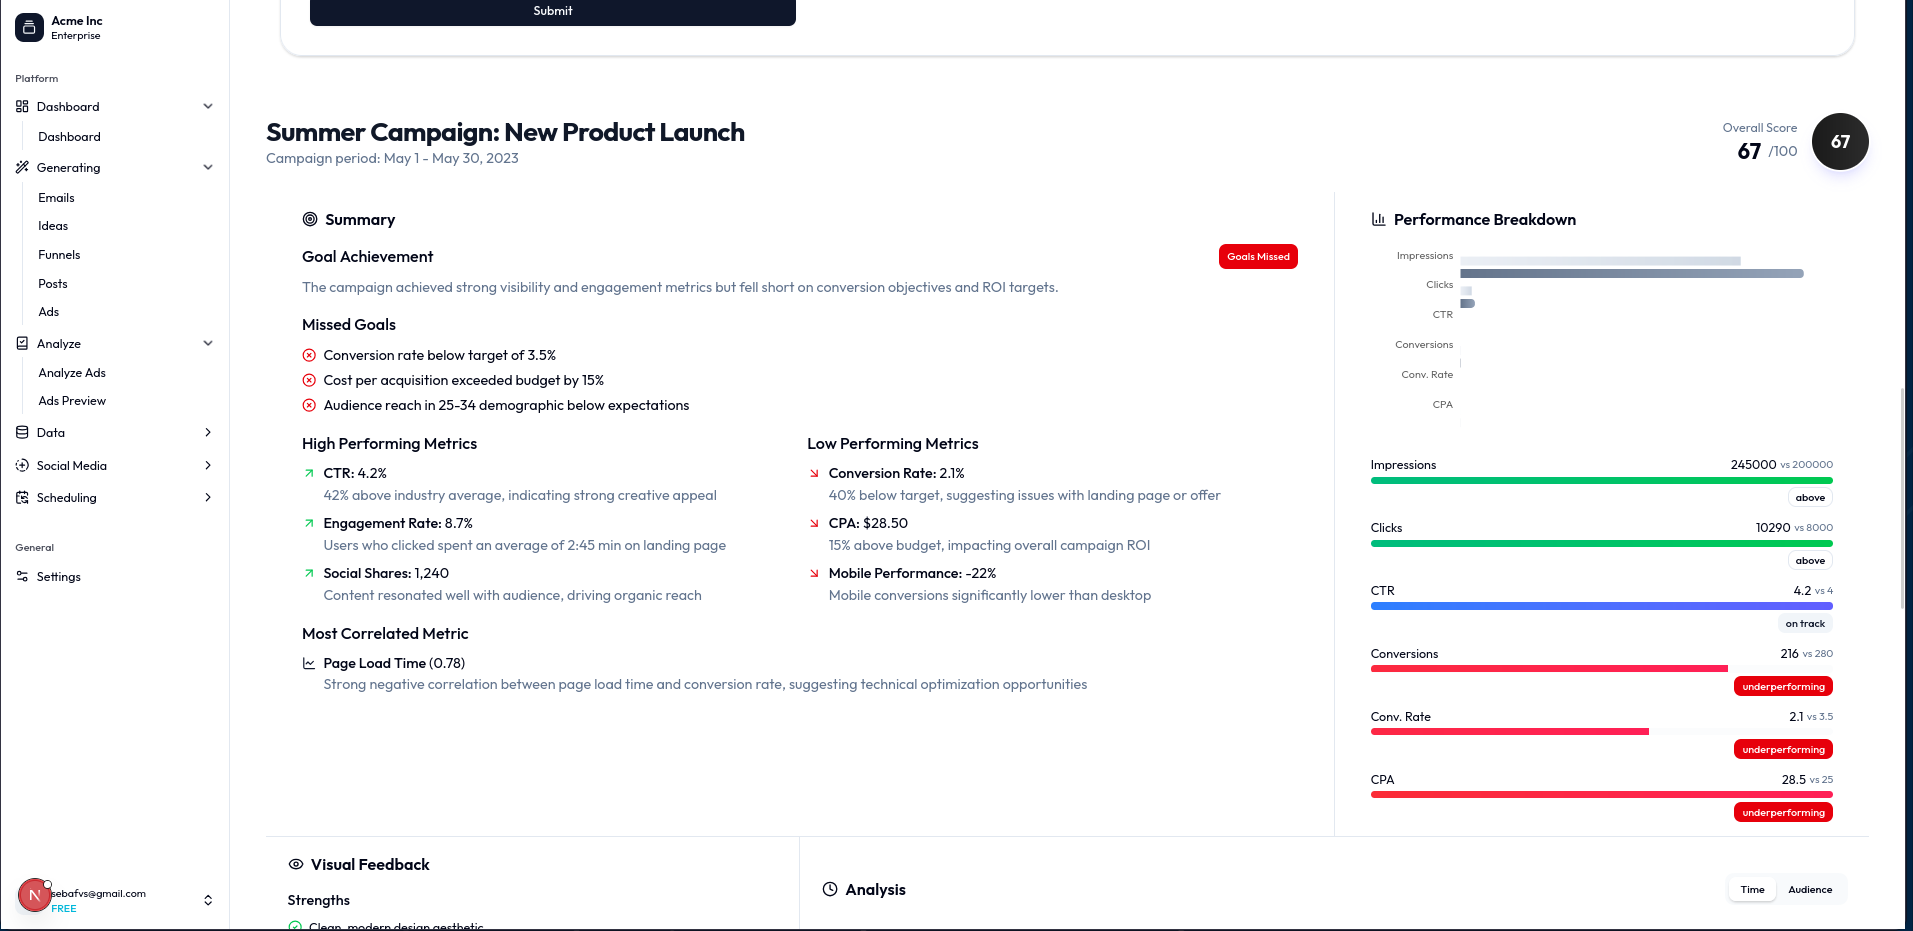 Acme Inc
Enterprise
Platform
Dashboard
Dashboard
Generating
Emails
Ideas
Funnels
Posts
Ads
Analyze
Analyze Ads
Ads Preview
Data
Social Media
Scheduling
General
Settings
N
sebafvs@gmail.com
FREE
Submit
Summer Campaign: New Product Launch
Campaign period: May 1 - May 30, 2023
Overall Score
67 /100
67
Summary
Goal Achievement
Goals Missed
The campaign achieved strong visibility and engagement metrics but fell short on conversion objectives and ROI targets.
Missed Goals
Conversion rate below target of 3.5%
Cost per acquisition exceeded budget by 15%
Audience reach in 25-34 demographic below expectations
High Performing Metrics
CTR: 4.2%
42% above industry average, indicating strong creative appeal
Engagement Rate: 8.7%
Users who clicked spent an average of 2:45 min on landing page
Social Shares: 1,240
Content resonated well with audience, driving organic reach
Low Performing Metrics
Conversion Rate: 2.1%
40% below target, suggesting issues with landing page or offer
CPA: $28.50
15% above budget, impacting overall campaign ROI
Mobile Performance: -22%
Mobile conversions significantly lower than desktop
Most Correlated Metric
Page Load Time (0.78)
Strong negative correlation between page load time and conversion rate, suggesting technical optimization opportunities
Performance Breakdown
Impressions
Clicks
CTR
Conversions
Conv. Rate
CPA
Impressions 245000 vs 200000
above
Clicks 10290 vs 8000
above
CTR 4.2 vs 4
on track
Conversions 216 vs 280
underperforming
Conv. Rate 2.1 vs 3.5
underperforming
CPA 28.5 vs 25
underperforming
Visual Feedback
Strengths
Clean, modern design aesthetic
Analysis
Time Audience